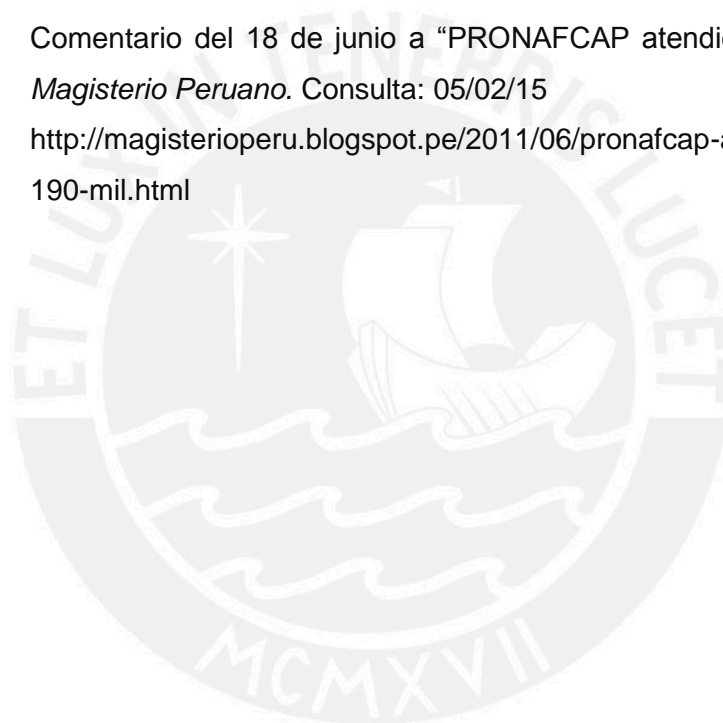 Comentario del 18 de junio a “PRONAFCAP atendi
Magisterio Peruano. Consulta: 05/02/15
http://magisterioperu.blogspot.pe/2011/06/pronafcap-a
190-mil.html
ET LUX IN TENEBRIS LUCET
MCMXVII